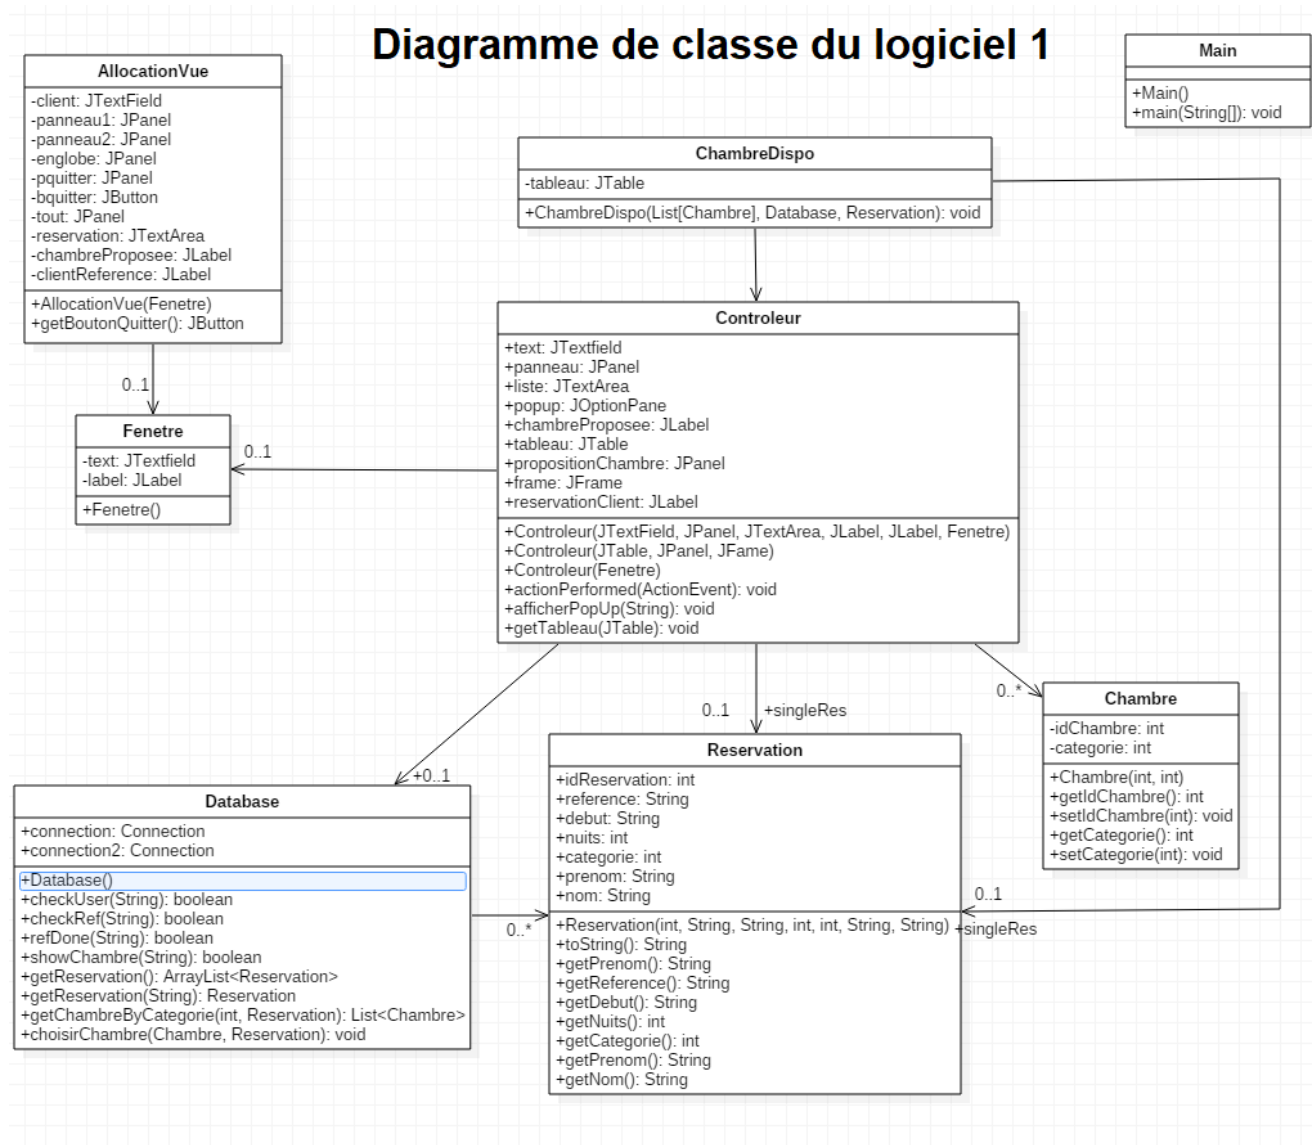 Diagramme de classe du logiciel 1
AllocationVue
-client: JTextField
-panneau1: JPanel
-panneau2: JPanel
-englobe: JPanel
-pquitter: JPanel
-bquitter: JButton
-tout: JPanel
-reservation: JTextArea
-chambreProposee: JLabel
-clientReference: JLabel
+AllocationVue(Fenetre)
+getBoutonQuitter(): JButton
Main
+Main()
+main(String[]): void
ChambreDispo
-tableau: JTable
+ChambreDispo(List[Chambre], Database, Reservation): void
0..1
Fenetre
-text: JTextfield
-label: JLabel
+Fenetre()
0..1
Controleur
+text: JTextfield
+panneau: JPanel
+liste: JTextArea
+popup: JOptionPane
+chambreProposee: JLabel
+tableau: JTable
+propositionChambre: JPanel
+frame: JFrame
+reservationClient: JLabel
+Controleur(JTextField, JPanel, JTextArea, JLabel, JLabel, Fenetre)
+Controleur(JTable, JPanel, JFame)
+Controleur(Fenetre)
+actionPerformed(ActionEvent): void
+afficherPopUp(String): void
+getTableau(JTable): void
0..*
0..1 +singleRes
+0..1
Chambre
-idChambre: int
-categorie: int
+Chambre(int, int)
+getIdChambre(): int
+setIdChambre(int): void
+getCategorie(): int
+setCategorie(int): void
Database
+connection: Connection
+connection2: Connection
+Database()
+checkUser(String): boolean
+checkRef(String): boolean
+refDone(String): boolean
+showChambre(String): boolean
+getReservation(): ArrayList<Reservation>
+getReservation(String): Reservation
+getChambreByCategorie(int, Reservation): List<Chambre>
+choisirChambre(Chambre, Reservation): void
0..*
Reservation
+idReservation: int
+reference: String
+debut: String
+nuits: int
+categorie: int
+prenom: String
+nom: String
+Reservation(int, String, String, int, int, String, String)
+toString(): String
+getPrenom(): String
+getReference(): String
+getDebut(): String
+getNuits(): int
+getCategorie(): int
+getPrenom(): String
+getNom(): String
0..1
+singleRes